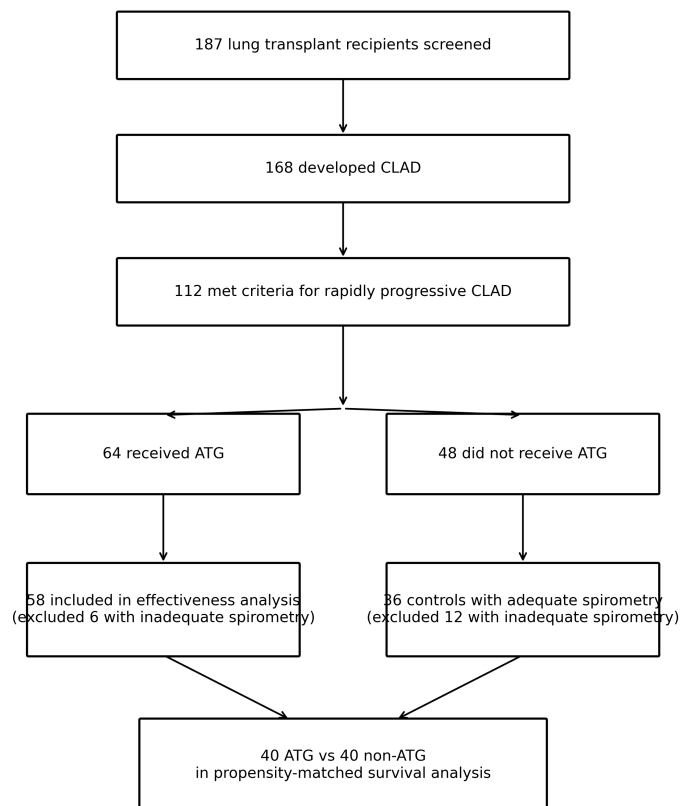 187 lung transplant recipients screened
168 developed CLAD
112 met criteria for rapidly progressive CLAD
64 received ATG
48 did not receive ATG
58 included in effectiveness analysis
(excluded 6 with inadequate spirometry)
36 controls with adequate spirometry
(excluded 12 with inadequate spirometry)
40 ATG vs 40 non-ATG
in propensity-matched survival analysis